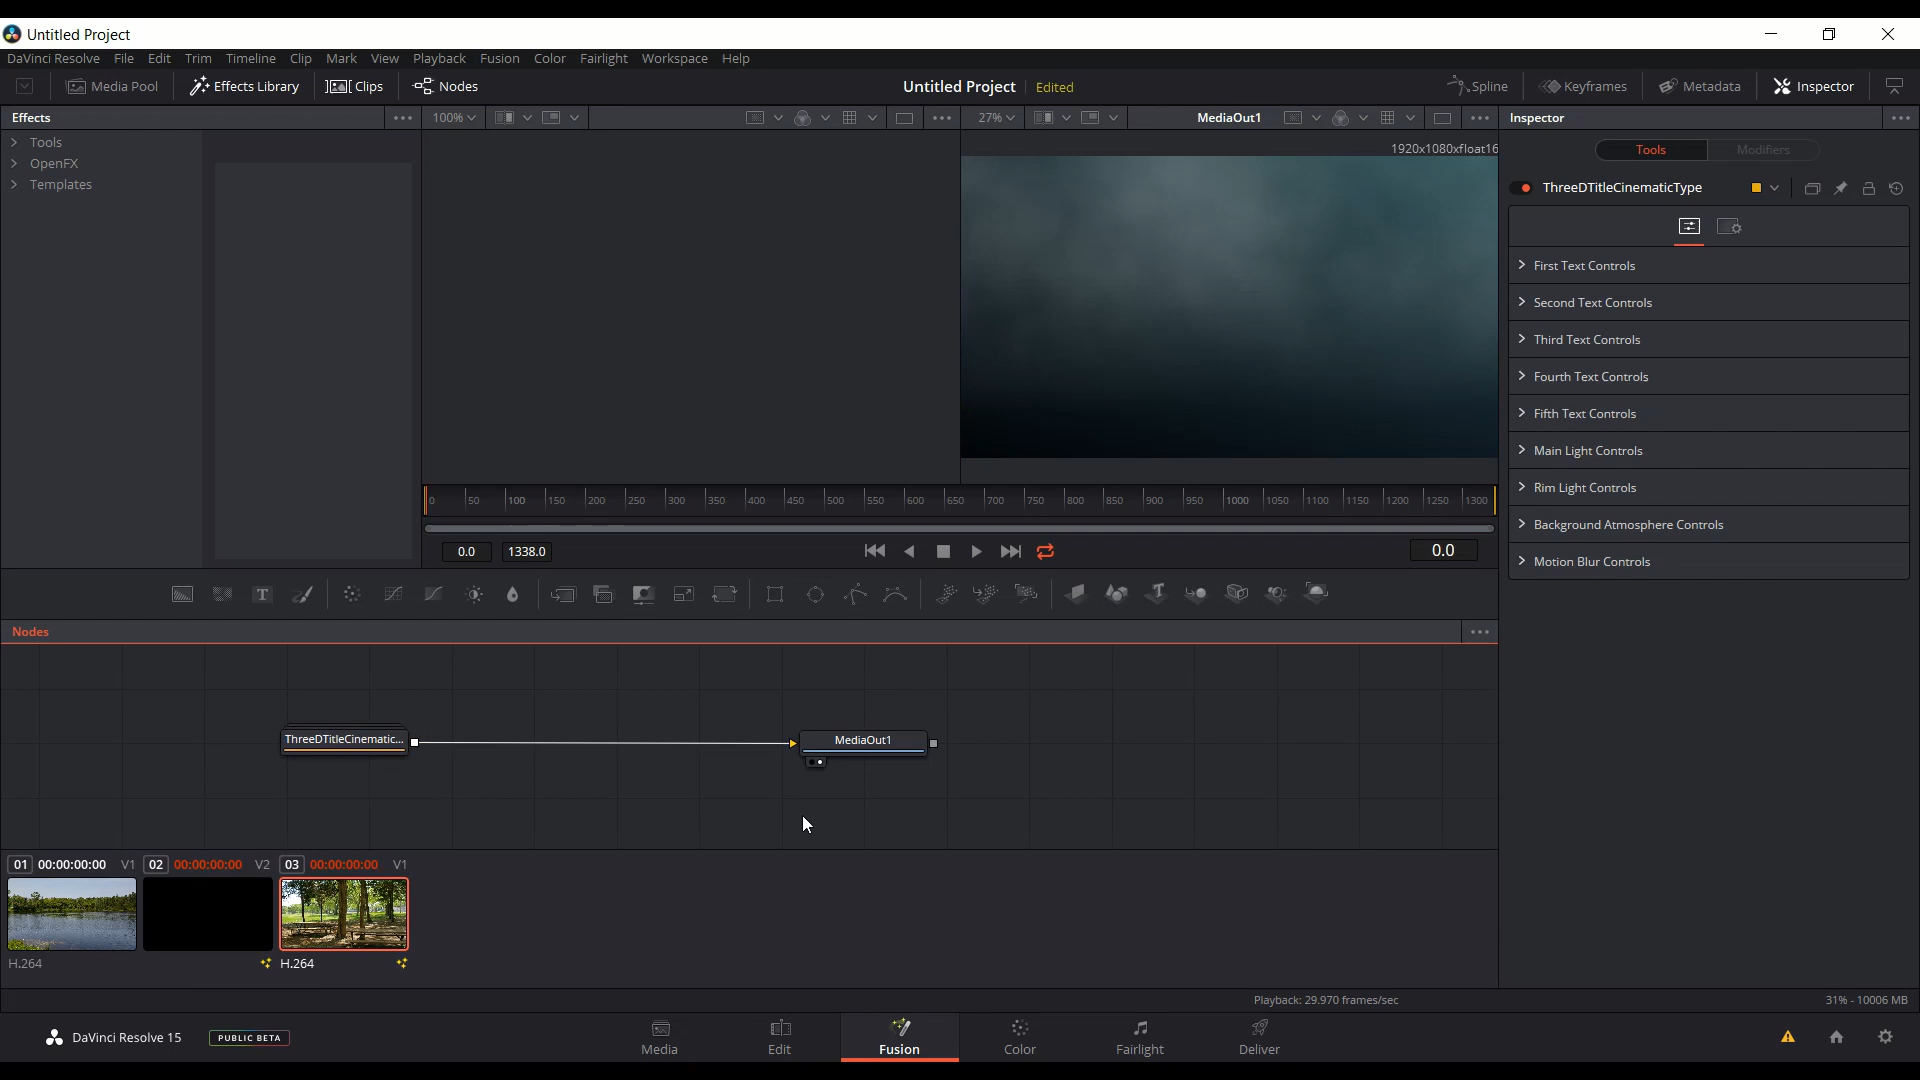 Untitled Project
DaVinci Resolve File Edit Trim Timeline Clip Mark View Playback Fusion Color Fairlight Workspace Help
Media Pool Effects Library Clips Nodes Untitled Project Edited Spline Keyframes Metadata Inspector
Effects 100% 27% MediaOut1 Inspector
Tools
OpenFX
Templates
1920x1080xfloat16
Tools Modifiers
ThreeDTitleCinematicType
First Text Controls
Second Text Controls
Third Text Controls
Fourth Text Controls
Fifth Text Controls
Main Light Controls
Rim Light Controls
Background Atmosphere Controls
Motion Blur Controls
0 50 100 150 200 250 300 350 400 450 500 550 600 650 700 750 800 850 900 950 1000 1050 1100 1150 1200 1250 1300
0.0 1338.0 0.0
T T
Nodes
ThreeDTitleCinematic... MediaOut1
01 00:00:00:00 V1 02 00:00:00:00 V2 03 00:00:00:00 V1
H.264 H.264
Playback: 29.970 frames/sec 31% - 10006 MB
DaVinci Resolve 15 PUBLIC BETA Media Edit Fusion Color Fairlight Deliver